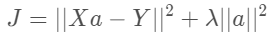 J = ||Xa − Y||² + λ||a||²